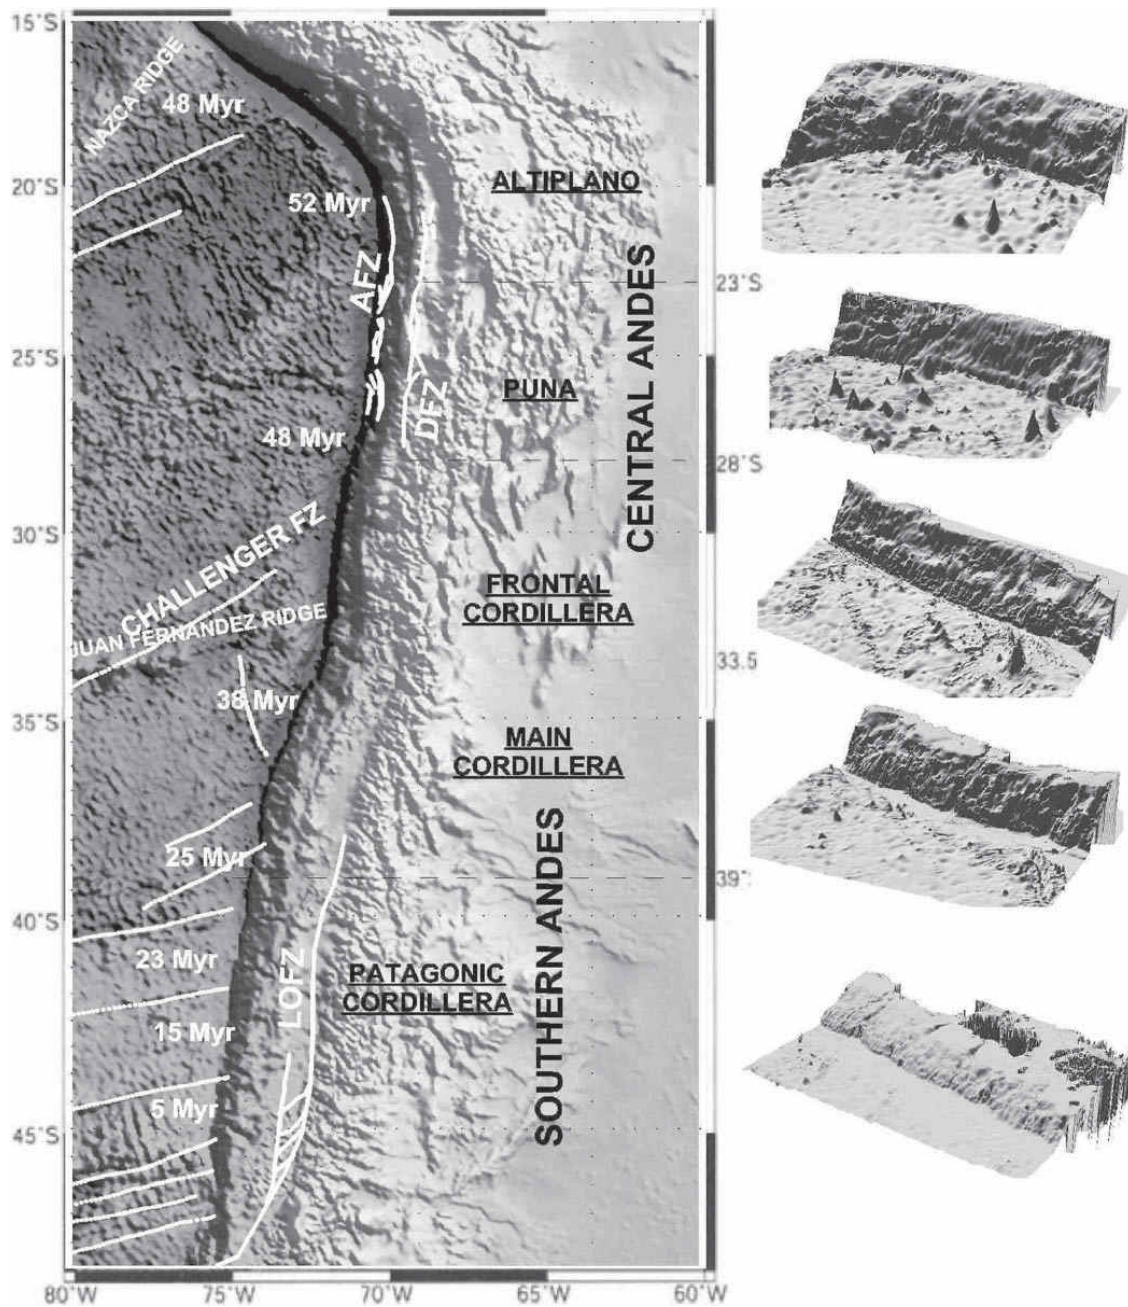 15°S
20°S
25°S
30°S
35°S
40°S
45°S
NAZCA RIDGE
48 Myr
52 Myr
AFZ
DFZ
48 Myr
CHALLENGER FZ
JUAN FERNANDEZ RIDGE
38 Myr
25 Myr
23 Myr
15 Myr
5 Myr
LOFZ
ALTIPLANO
PUNA
FRONTAL
CORDILLERA
MAIN
CORDILLERA
PATAGONIC
CORDILLERA
CENTRAL ANDES
SOUTHERN ANDES
23°S
28°S
33.5
39°
80°W
75°W
70°W
65°W
60°W